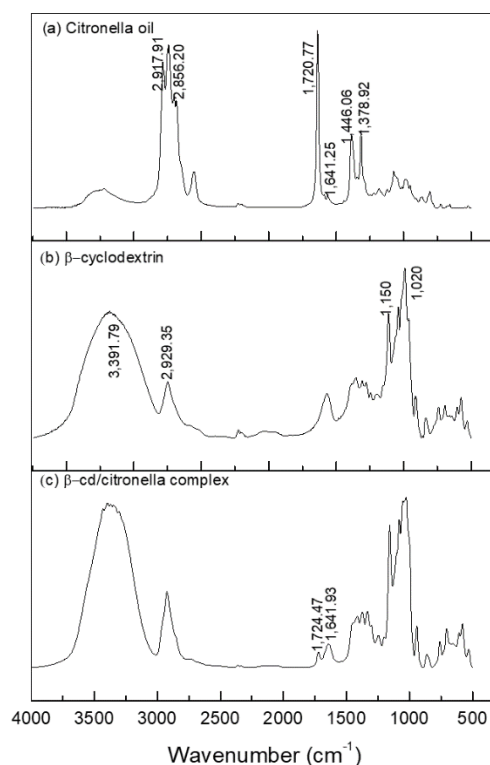 (a) Citronella oil
2,917.91
2,856.20
1,720.77
1,641.25
1,446.06
1,378.92
(b) β-cyclodextrin
3,391.79
2,929.35
1,150
1,020
(c) β-cd/citronella complex
1,724.47
1,641.93
4000 3500 3000 2500 2000 1500 1000 500
Wavenumber (cm⁻¹)